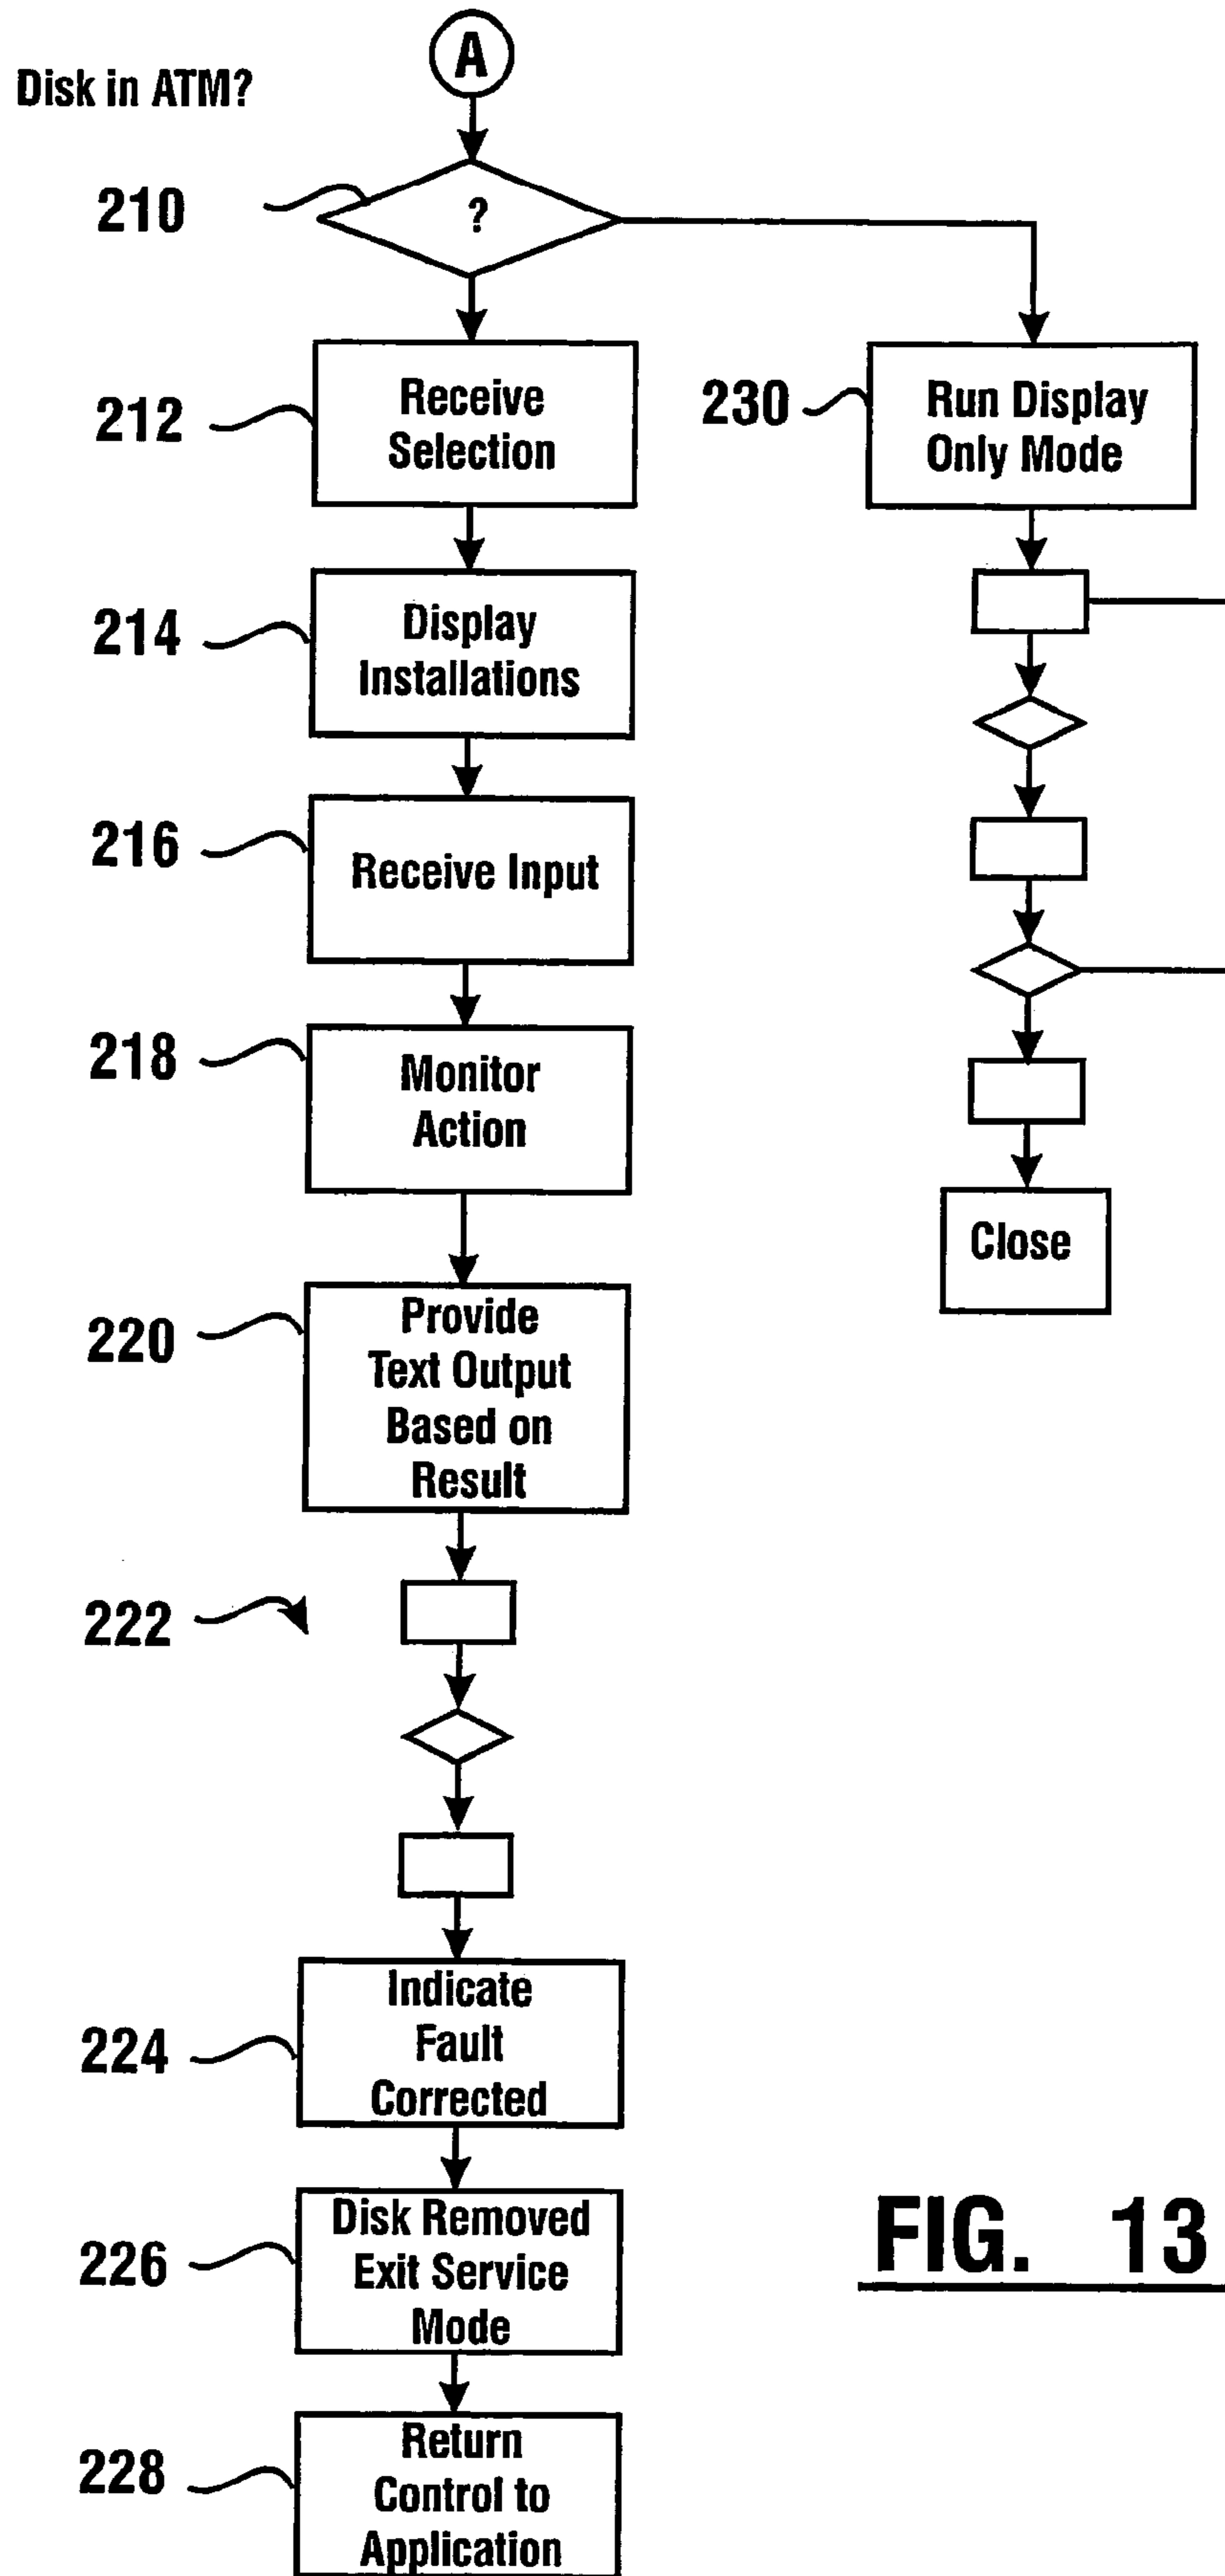 A
Disk in ATM?
210
?
212
Receive
Selection
230
Run Display
Only Mode
214
Display
Installations
216
Receive Input
218
Monitor
Action
Close
220
Provide
Text Output
Based on
Result
222
224
Indicate
Fault
Corrected
226
Disk Removed
Exit Service
Mode
FIG. 13
228
Return
Control to
Application